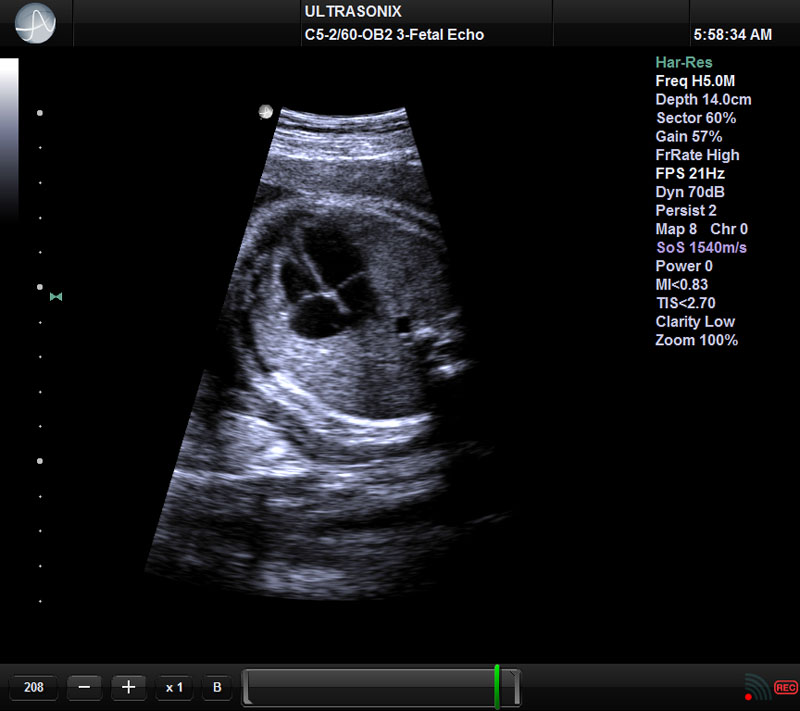 ULTRASONIX
C5-2/60-OB2 3-Fetal Echo
5:58:34 AM
Har-Res
Freq H5.0M
Depth 14.0cm
Sector 60%
Gain 57%
FrRate High
FPS 21Hz
Dyn 70dB
Persist 2
Map 8 Chr 0
SoS 1540m/s
Power 0
MI<0.83
TIS<2.70
Clarity Low
Zoom 100%
208 − + x 1 B
REC